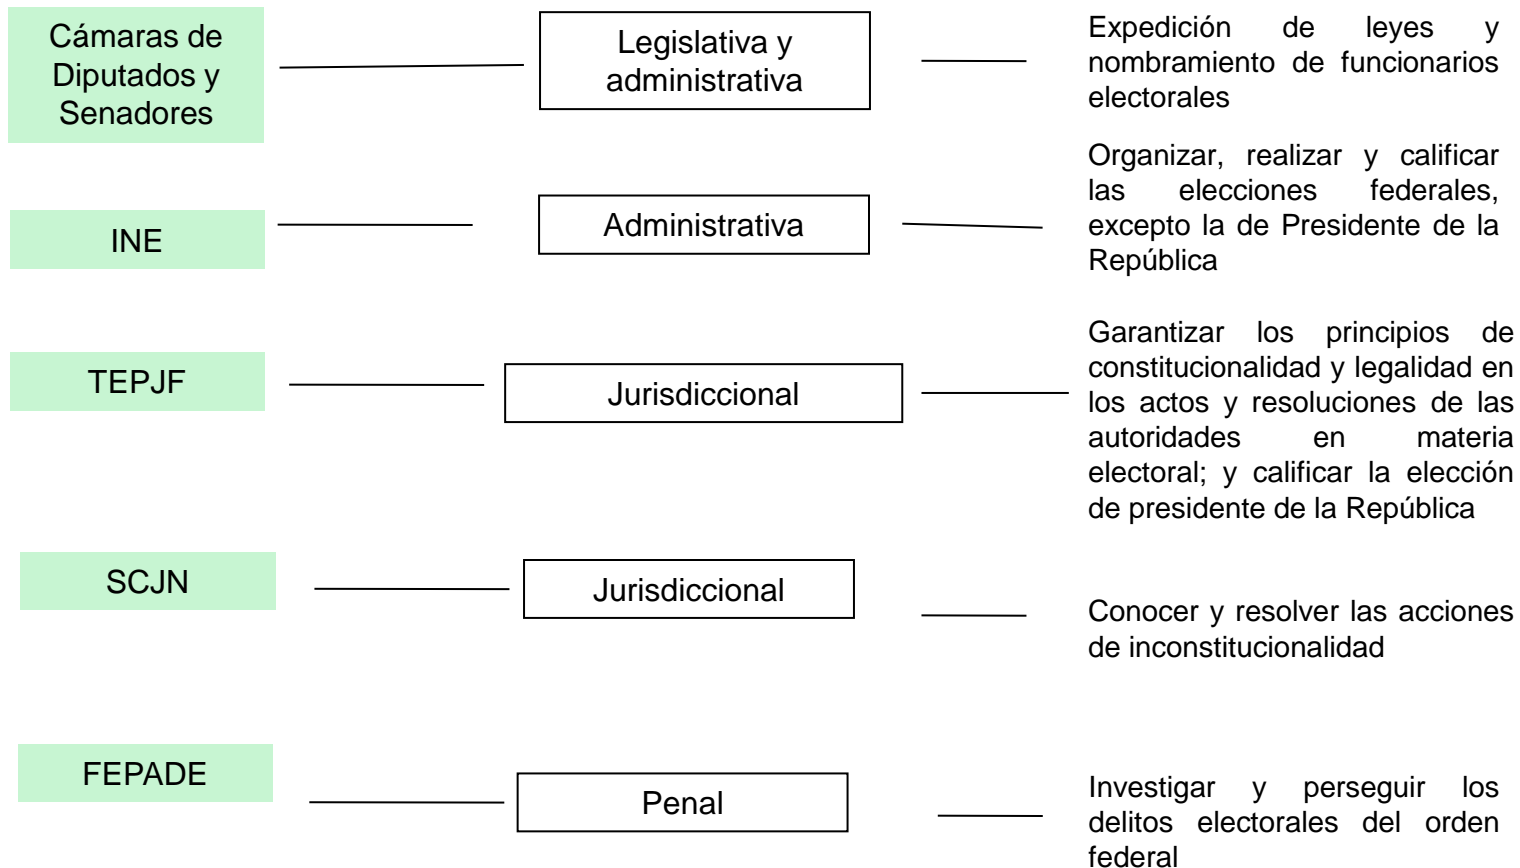 Cámaras de
Diputados y
Senadores
Legislativa y
administrativa
Expedición de leyes y
nombramiento de funcionarios
electorales
INE
Administrativa
Organizar, realizar y calificar
las elecciones federales,
excepto la de Presidente de la
República
TEPJF
Jurisdiccional
Garantizar los principios de
constitucionalidad y legalidad en
los actos y resoluciones de las
autoridades en materia
electoral; y calificar la elección
de presidente de la República
SCJN
Jurisdiccional
Conocer y resolver las acciones
de inconstitucionalidad
FEPADE
Penal
Investigar y perseguir los
delitos electorales del orden
federal